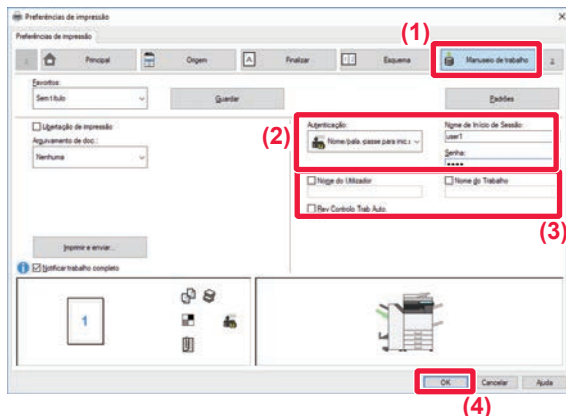 Preferências de impressão
Preferências de impressão
(1)
Principal
Origem
Finalizar
Esquema
Manuseio de trabalho
Favoritos:
Sem título
Guardar
Padrões
Libertação de impressão
Arquivamento de doc.:
Nenhuma
(2)
Autenticação:
Nome/pala.-passe para inic.s
Nome de Início de Sessão:
user1
Senha:
••••
Nome do Utilizador
Nome do Trabalho
Rev Controlo Trab Auto.
(3)
Imprimir e enviar...
Notificar trabalho completo
1
OK
Cancelar
Ajuda
(4)